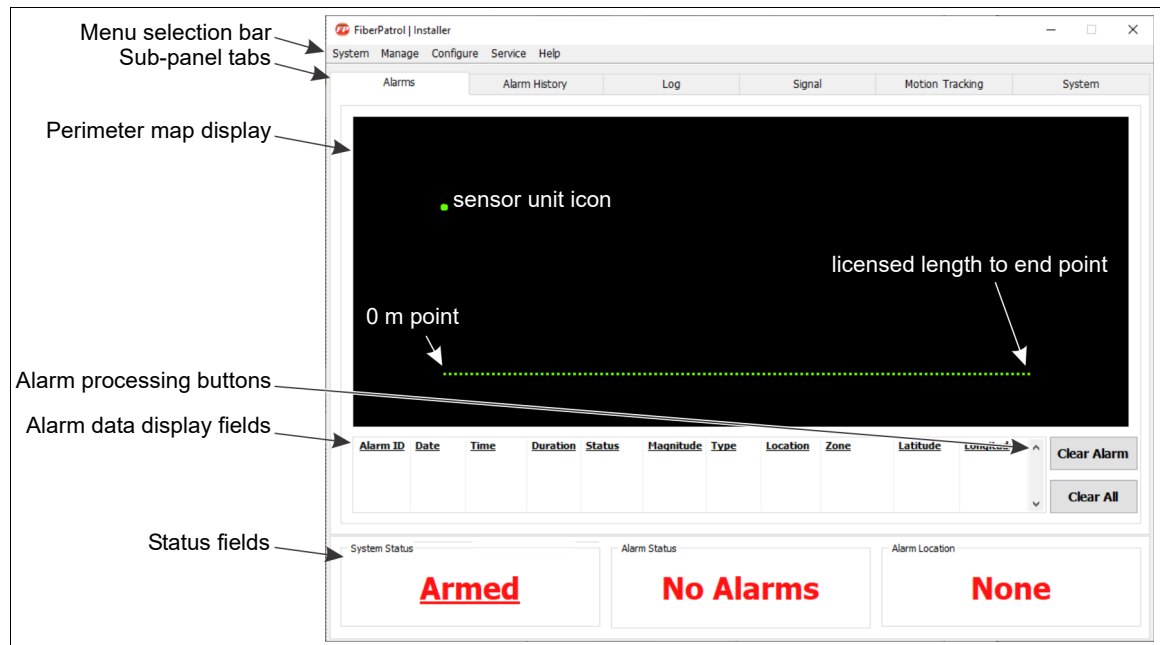 Menu selection bar
Sub-panel tabs
Perimeter map display
Alarm processing buttons
Alarm data display fields
Status fields
FP FiberPatrol | Installer
System Manage Configure Service Help
Alarms Alarm History Log Signal Motion Tracking System
sensor unit icon
licensed length to end point
0 m point
Alarm ID Date Time Duration Status Magnitude Type Location Zone Latitude
Clear Alarm
Clear All
System Status Alarm Status Alarm Location
Armed No Alarms None